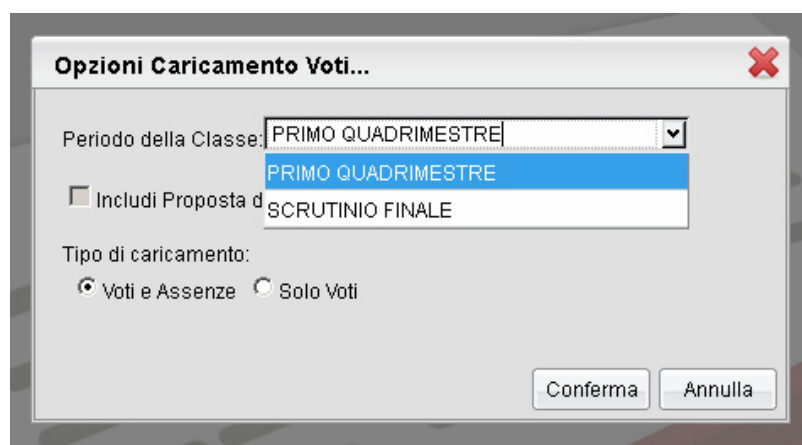 Opzioni Caricamento Voti...
Periodo della Classe: PRIMO QUADRIMESTRE
PRIMO QUADRIMESTRE
Includi Proposta d
SCRUTINIO FINALE
Tipo di caricamento:
Voti e Assenze Solo Voti
Conferma Annulla